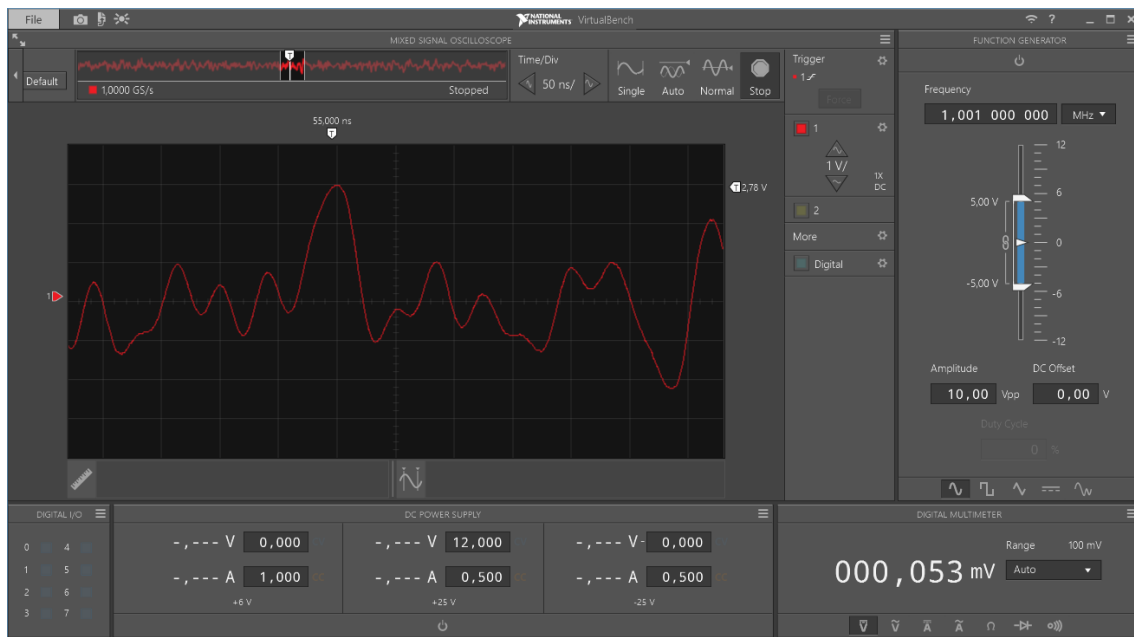 File
NATIONAL INSTRUMENTS VirtualBench
?
MIXED SIGNAL OSCILLOSCOPE
Default
T
1,0000 GS/s
Stopped
Time/Div
50 ns/
Single
Auto
Normal
Stop
55,000 ns
T
T 2,78 V
1
Trigger
1
Force
1
1 V/
1X
DC
2
More
Digital
FUNCTION GENERATOR
Frequency
1,001 000 000 MHz
12
6
5,00 V
0
-5,00 V
-6
-12
Amplitude
DC Offset
10,00 Vpp
0,00 V
Duty Cycle
0 %
DIGITAL I/O
0 4
1 5
2 6
3 7
DC POWER SUPPLY
-,--- V 0,000
-,--- A 1,000 CC
+6 V
-,--- V 12,000
-,--- A 0,500 CC
+25 V
-,--- V - 0,000
-,--- A 0,500 CC
-25 V
DIGITAL MULTIMETER
000,053 mV
Range 100 mV
Auto
V V A A Ω